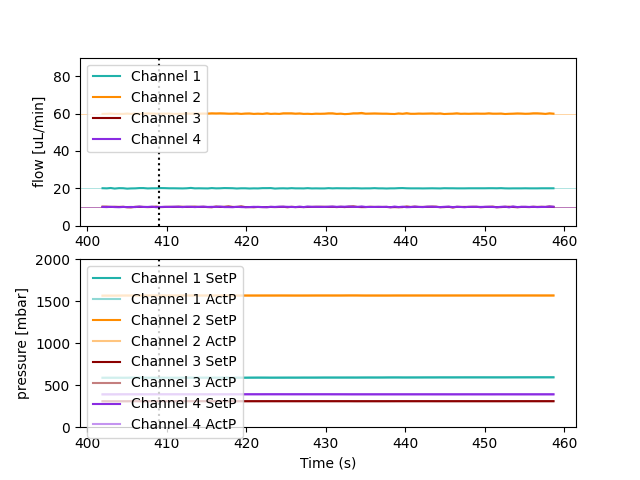 80
60
40
20
0
flow [uL/min]
Channel 1
Channel 2
Channel 3
Channel 4
400 410 420 430 440 450 460
2000
1500
1000
500
0
pressure [mbar]
Channel 1 SetP
Channel 1 ActP
Channel 2 SetP
Channel 2 ActP
Channel 3 SetP
Channel 3 ActP
Channel 4 SetP
Channel 4 ActP
400 410 420 430 440 450 460
Time (s)